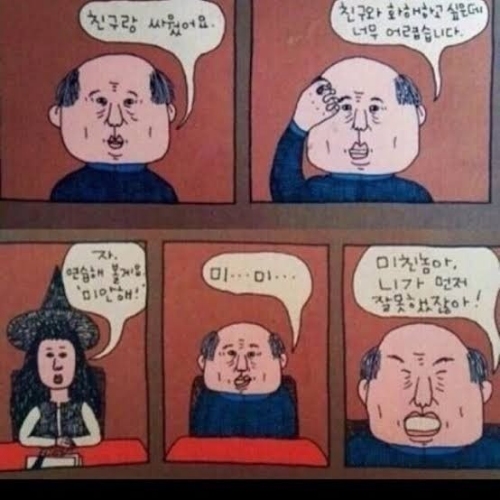 친구랑 싸웠어요.
친구와 화해하고 싶은데
너무 어렵습니다.
자.
연습해 볼게요.
'미안해!'
미…미…
미친놈아,
니가 먼저
잘못했잖아!